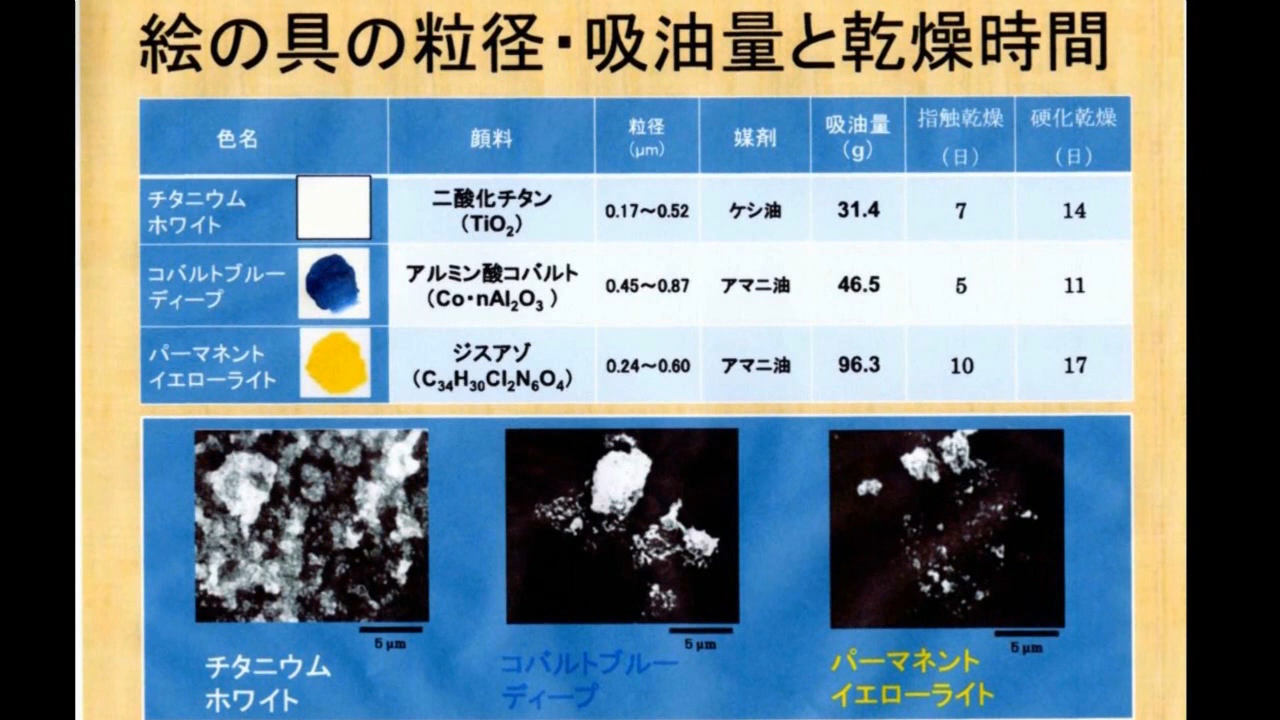 絵の具の粒径・吸油量と乾燥時間
色名 顔料 粒径(μm) 媒剤 吸油量(g) 指触乾燥(日) 硬化乾燥(日)
チタニウム
ホワイト
二酸化チタン
(TiO2)
0.17〜0.52 ケシ油 31.4 7 14
コバルトブルー
ディープ
アルミン酸コバルト
(Co・nAl2O3 )
0.45〜0.87 アマニ油 46.5 5 11
パーマネント
イエローライト
ジスアゾ
(C34H30Cl2N6O4)
0.24〜0.60 アマニ油 96.3 10 17
5 μm 5 μm 5 μm
チタニウム
ホワイト
コバルトブルー
ディープ
パーマネント
イエローライト